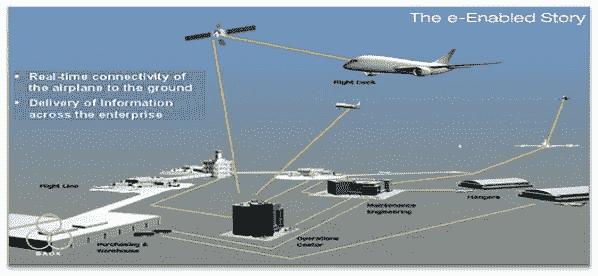 The e-Enabled Story
• Real-time connectivity of
the airplane to the ground
• Delivery of Information
across the enterprise
Flight Deck
Flight Line
Maintenance
Engineering
Hangars
Operations
Center
Purchasing &
Warehouse
BACK